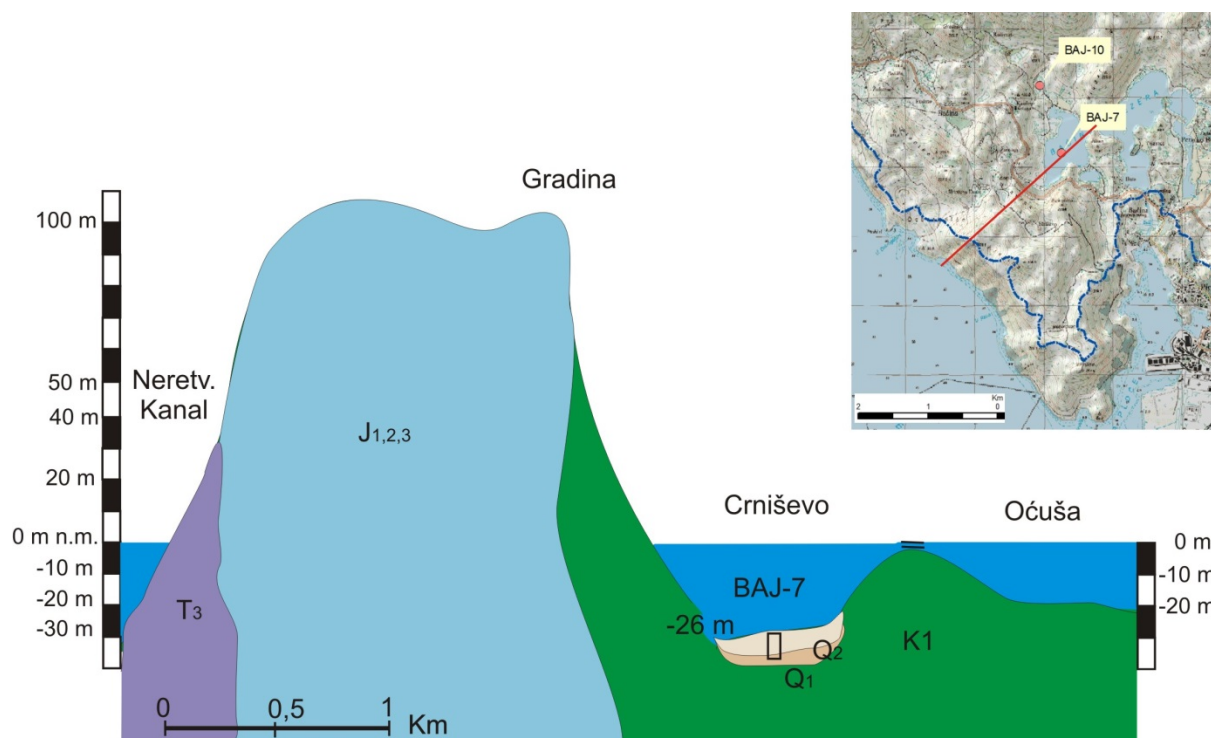 BAJ-10
BAJ-7
Km
2 1 0
Gradina
100 m
50 m
40 m
20 m
0 m n.m.
-10 m
-20 m
-30 m
Neretv.
Kanal
J1,2,3
T3
Crniševo
Oćuša
BAJ-7
-26 m
Q2
Q1
K1
0 m
-10 m
-20 m
0 0,5 1
Km